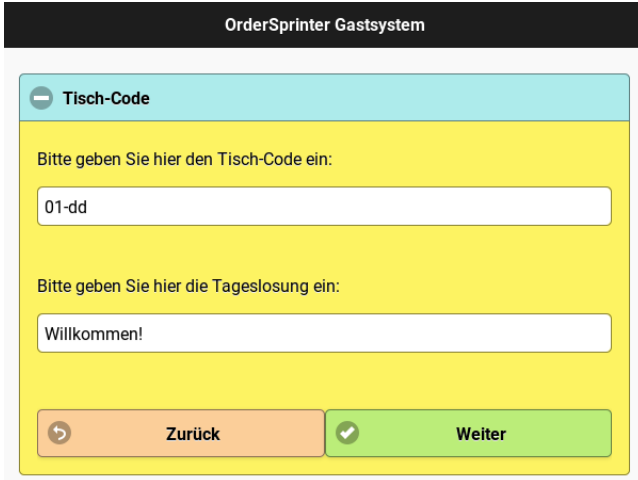 OrderSprinter Gastsystem
Tisch-Code
Bitte geben Sie hier den Tisch-Code ein:
01-dd
Bitte geben Sie hier die Tageslosung ein:
Willkommen!
Zurück
Weiter